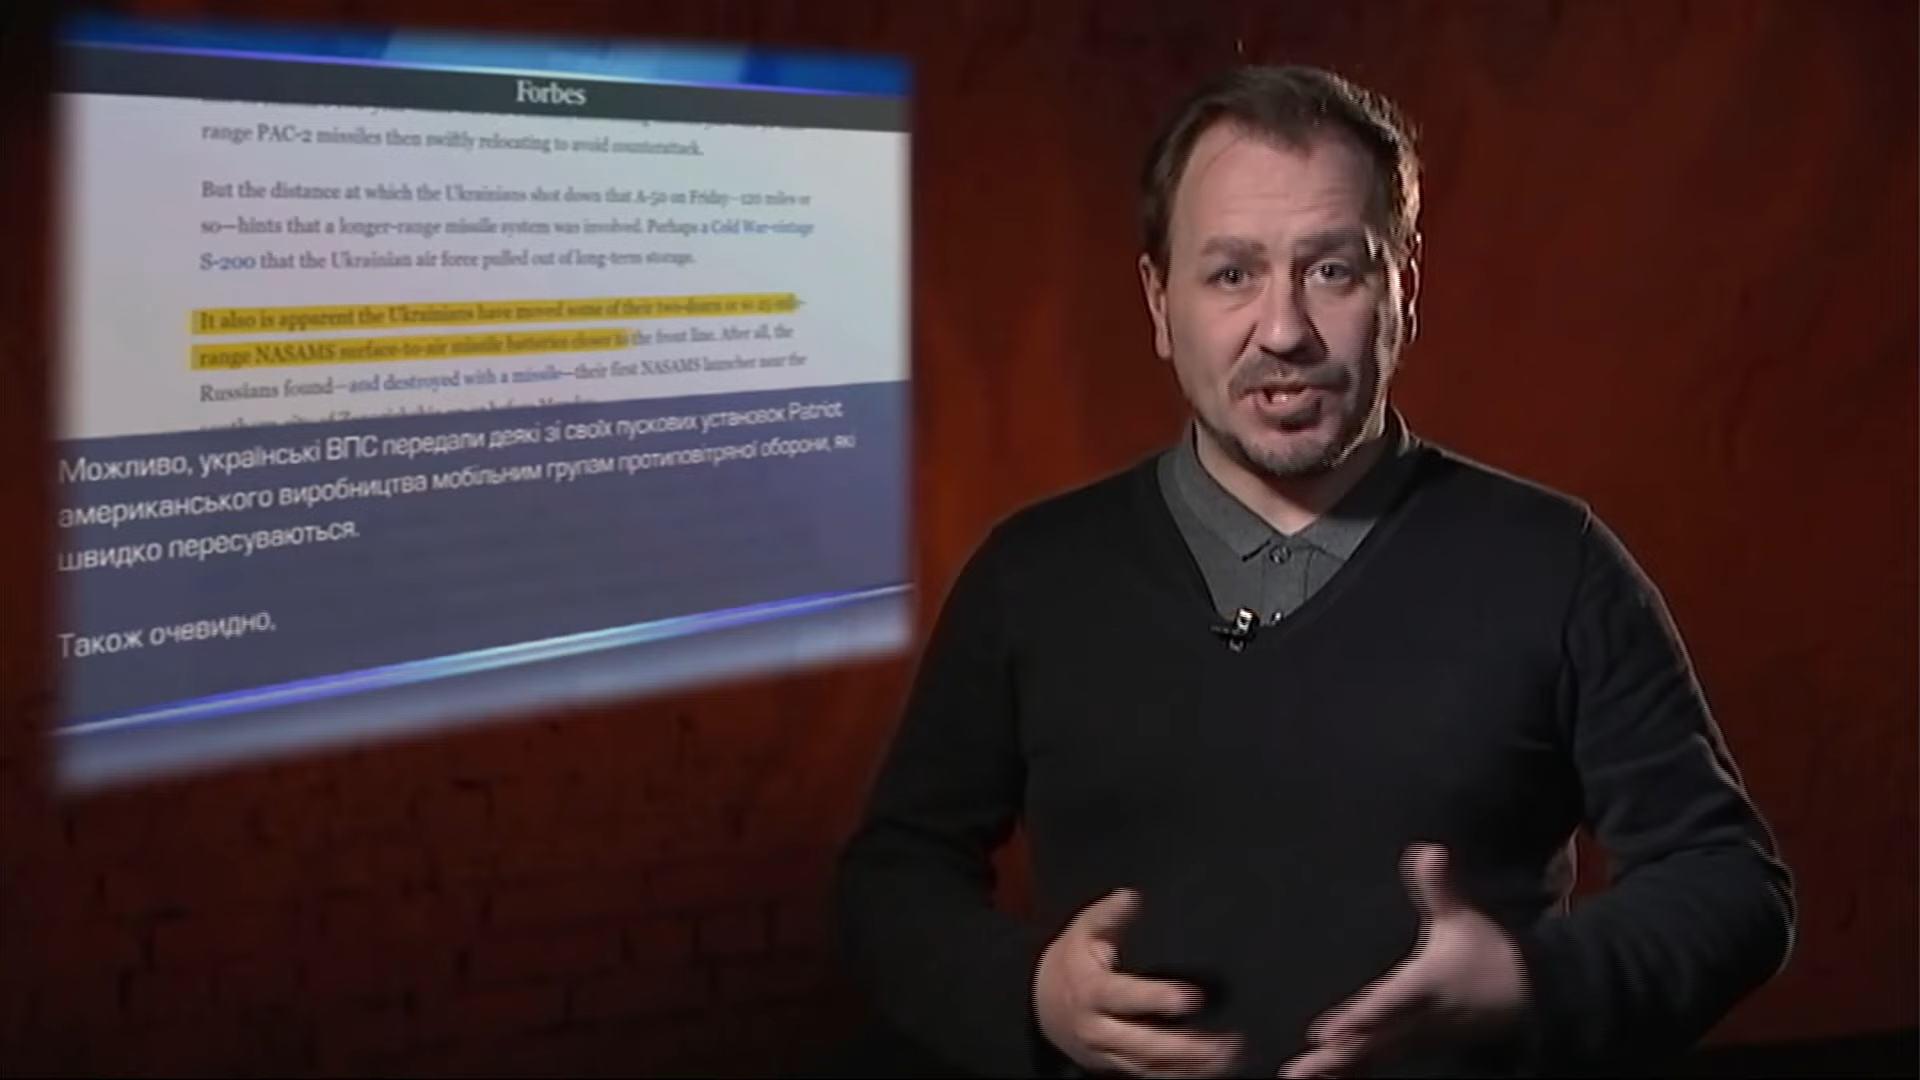 Forbes
range PAC-2 missiles then swiftly relocating to avoid counterattack.
But the distance at which the Ukrainians shot down that A-50 on Friday—120 miles or
so—hints that a longer-range missile system was involved. Perhaps a Cold War-vintage
S-200 that the Ukrainian air force pulled out of long-term storage.
It also is apparent the Ukrainians have moved some of their two-dozen or so 25-mile-
range NASAMS surface-to-air missile batteries closer to the front line. After all, the
Russians found—and destroyed with a missile—their first NASAMS launcher near the
Можливо, українські ВПС передали деякі зі своїх пускових установок Patriot
американського виробництва мобільним групам протиповітряної оборони, які
швидко пересуваються.
Також очевидно,